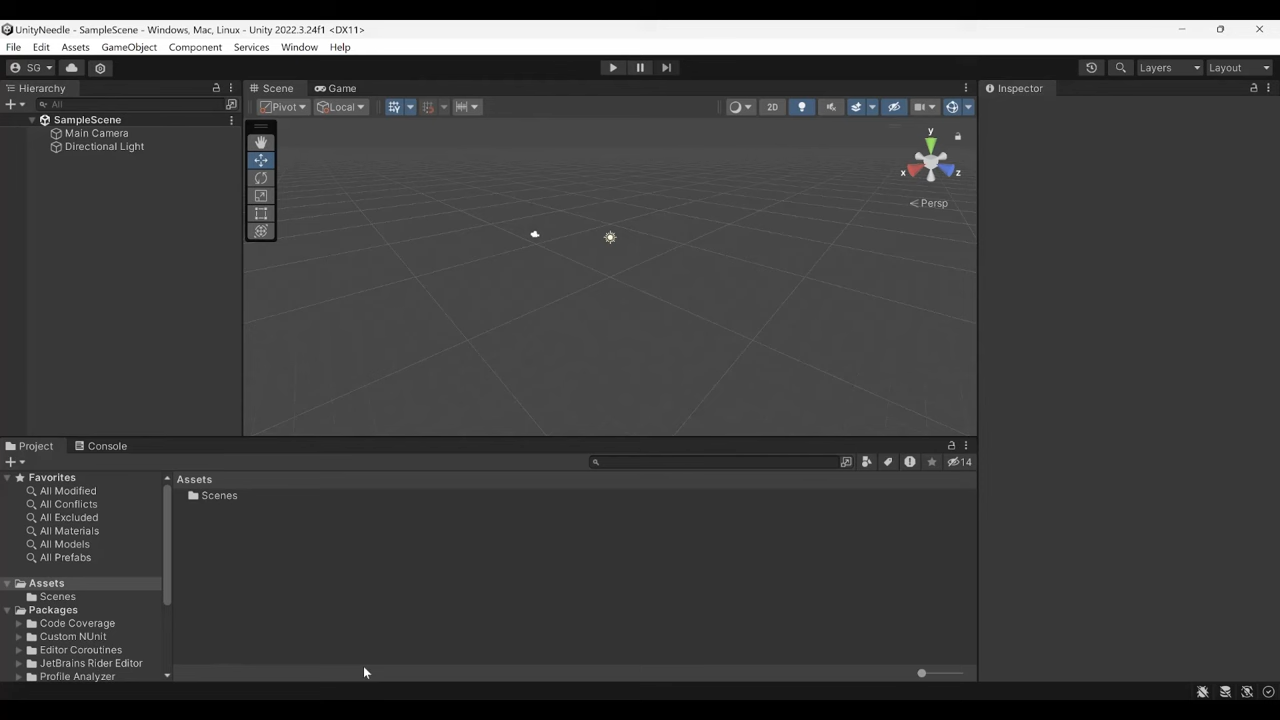 UnityNeedle - SampleScene - Windows, Mac, Linux - Unity 2022.3.24f1 <DX11>
File Edit Assets GameObject Component Services Window Help
SG Layers Layout
Hierarchy Scene Game Inspector
All Pivot Local 2D
SampleScene
Main Camera
Directional Light
y
x z
Persp
Project Console
14
Favorites Assets
All Modified Scenes
All Conflicts
All Excluded
All Materials
All Models
All Prefabs
Assets
Scenes
Packages
Code Coverage
Custom NUnit
Editor Coroutines
JetBrains Rider Editor
Profile Analyzer